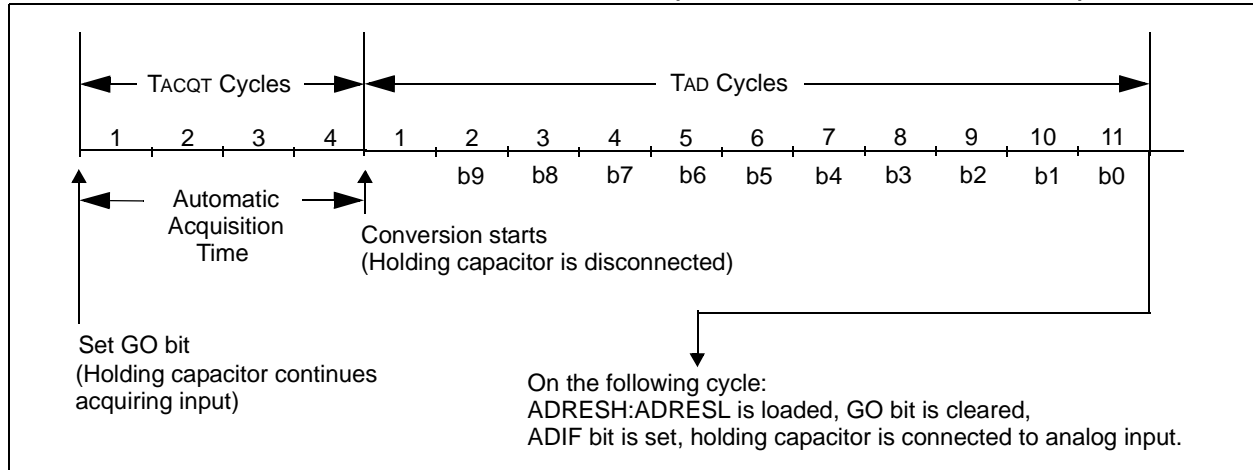 TACQT Cycles
TAD Cycles
1 2 3 4 1 2 3 4 5 6 7 8 9 10 11
b9 b8 b7 b6 b5 b4 b3 b2 b1 b0
Automatic
Acquisition
Time
Conversion starts
(Holding capacitor is disconnected)
Set GO bit
(Holding capacitor continues
acquiring input)
On the following cycle:
ADRESH:ADRESL is loaded, GO bit is cleared,
ADIF bit is set, holding capacitor is connected to analog input.